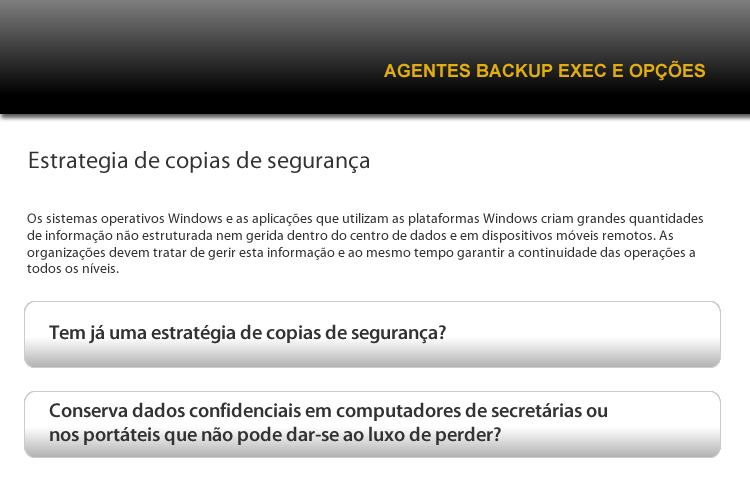 AGENTES BACKUP EXEC E OPÇÕES
Estrategia de copias de segurança
Os sistemas operativos Windows e as aplicações que utilizam as plataformas Windows criam grandes quantidades
de informação não estruturada nem gerida dentro do centro de dados e em dispositivos móveis remotos. As
organizações devem tratar de gerir esta informação e ao mesmo tempo garantir a continuidade das operações a
todos os níveis.
Tem já uma estratégia de copias de segurança?
Conserva dados confidenciais em computadores de secretárias ou
nos portáteis que não pode dar-se ao luxo de perder?